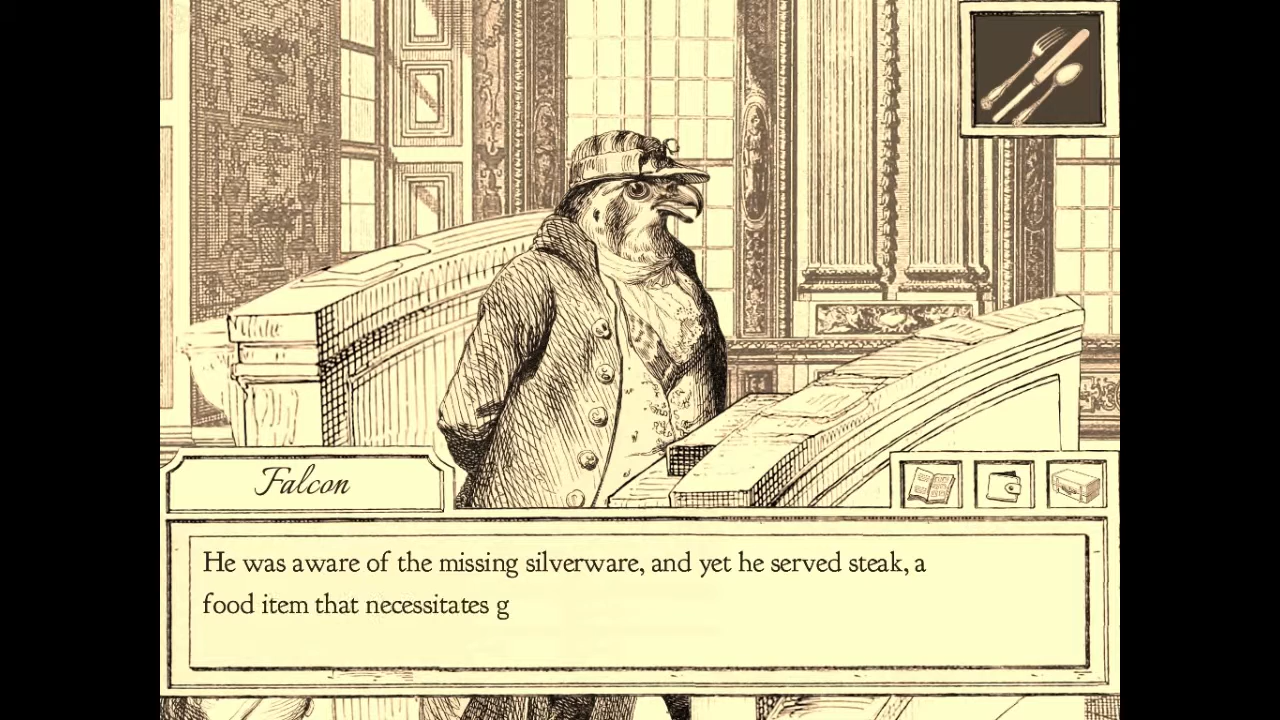 Falcon
He was aware of the missing silverware, and yet he served steak, a
food item that necessitates g